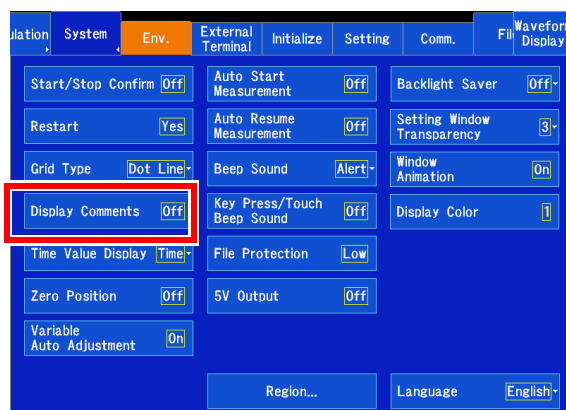 ulation
System
Env.
External
Terminal
Initialize
Setting
Comm.
Fil
Wavefor
Display
Start/Stop Confirm Off
Auto Start
Measurement Off
Backlight Saver Off
Restart Yes
Auto Resume
Measurement Off
Setting Window
Transparency 3
Grid Type Dot Line
Beep Sound Alert
Window
Animation On
Display Comments Off
Key Press/Touch
Beep Sound Off
Display Color 1
Time Value Display Time
File Protection Low
Zero Position Off
5V Output Off
Variable
Auto Adjustment On
Region...
Language English